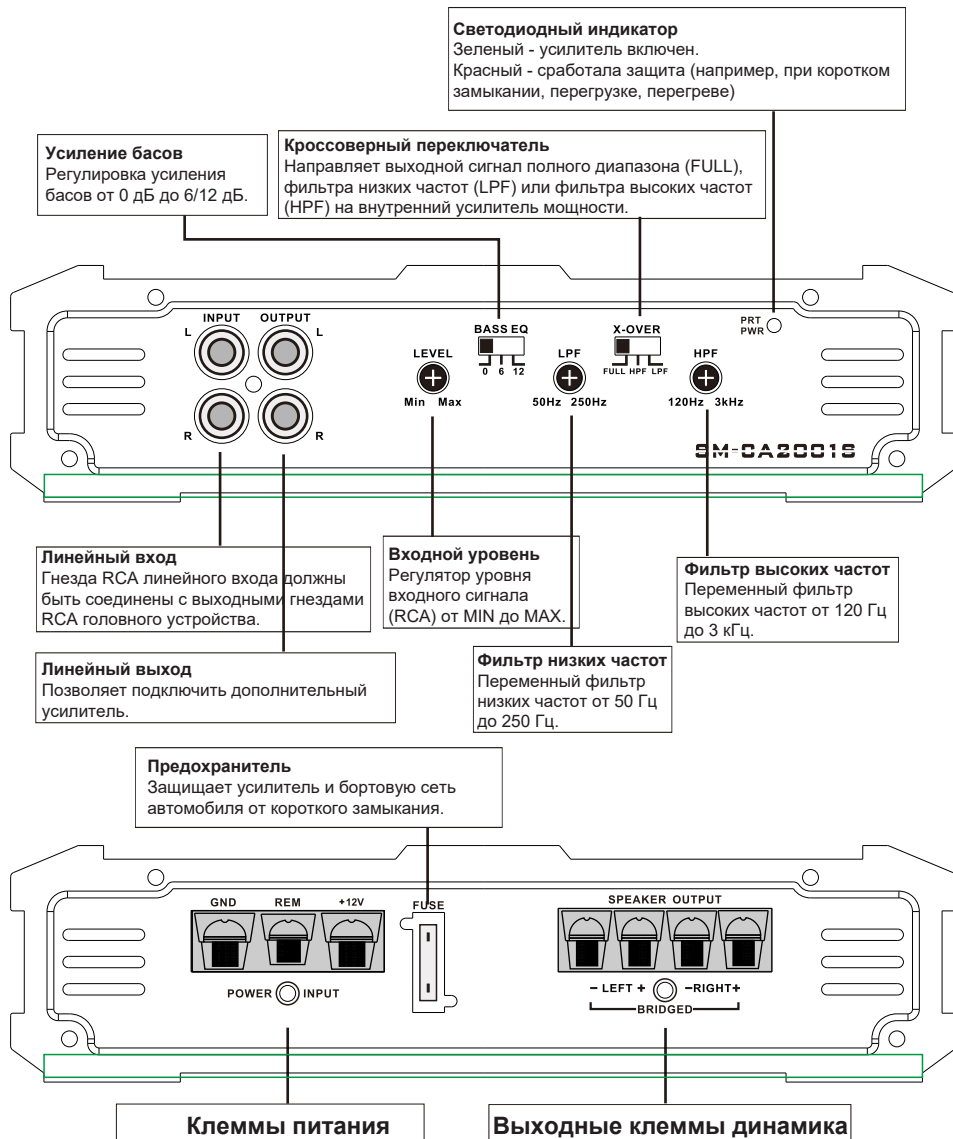 Светодиодный индикатор
Зеленый - усилитель включен.
Красный - сработала защита (например, при коротком
замыкании, перегрузке, перегреве)
Усиление басов
Регулировка усиления
басов от 0 дБ до 6/12 дБ.
Кроссоверный переключатель
Направляет выходной сигнал полного диапазона (FULL),
фильтра низких частот (LPF) или фильтра высоких частот
(HPF) на внутренний усилитель мощности.
INPUT OUTPUT
L L
R R
LEVEL
Min Max
BASS EQ
0 6 12
LPF
50Hz 250Hz
X-OVER
FULL HPF LPF
HPF
120Hz 3kHz
PRT
PWR
SM-CA2001S
Линейный вход
Гнезда RCA линейного входа должны
быть соединены с выходными гнездами
RCA головного устройства.
Линейный выход
Позволяет подключить дополнительный
усилитель.
Входной уровень
Регулятор уровня
входного сигнала
(RCA) от MIN до MAX.
Фильтр низких частот
Переменный фильтр
низких частот от 50 Гц
до 250 Гц.
Фильтр высоких частот
Переменный фильтр
высоких частот от 120 Гц
до 3 кГц.
Предохранитель
Защищает усилитель и бортовую сеть
автомобиля от короткого замыкания.
GND REM +12V
POWER INPUT
FUSE
SPEAKER OUTPUT
- LEFT + -RIGHT+
BRIDGED
Клеммы питания
Выходные клеммы динамика